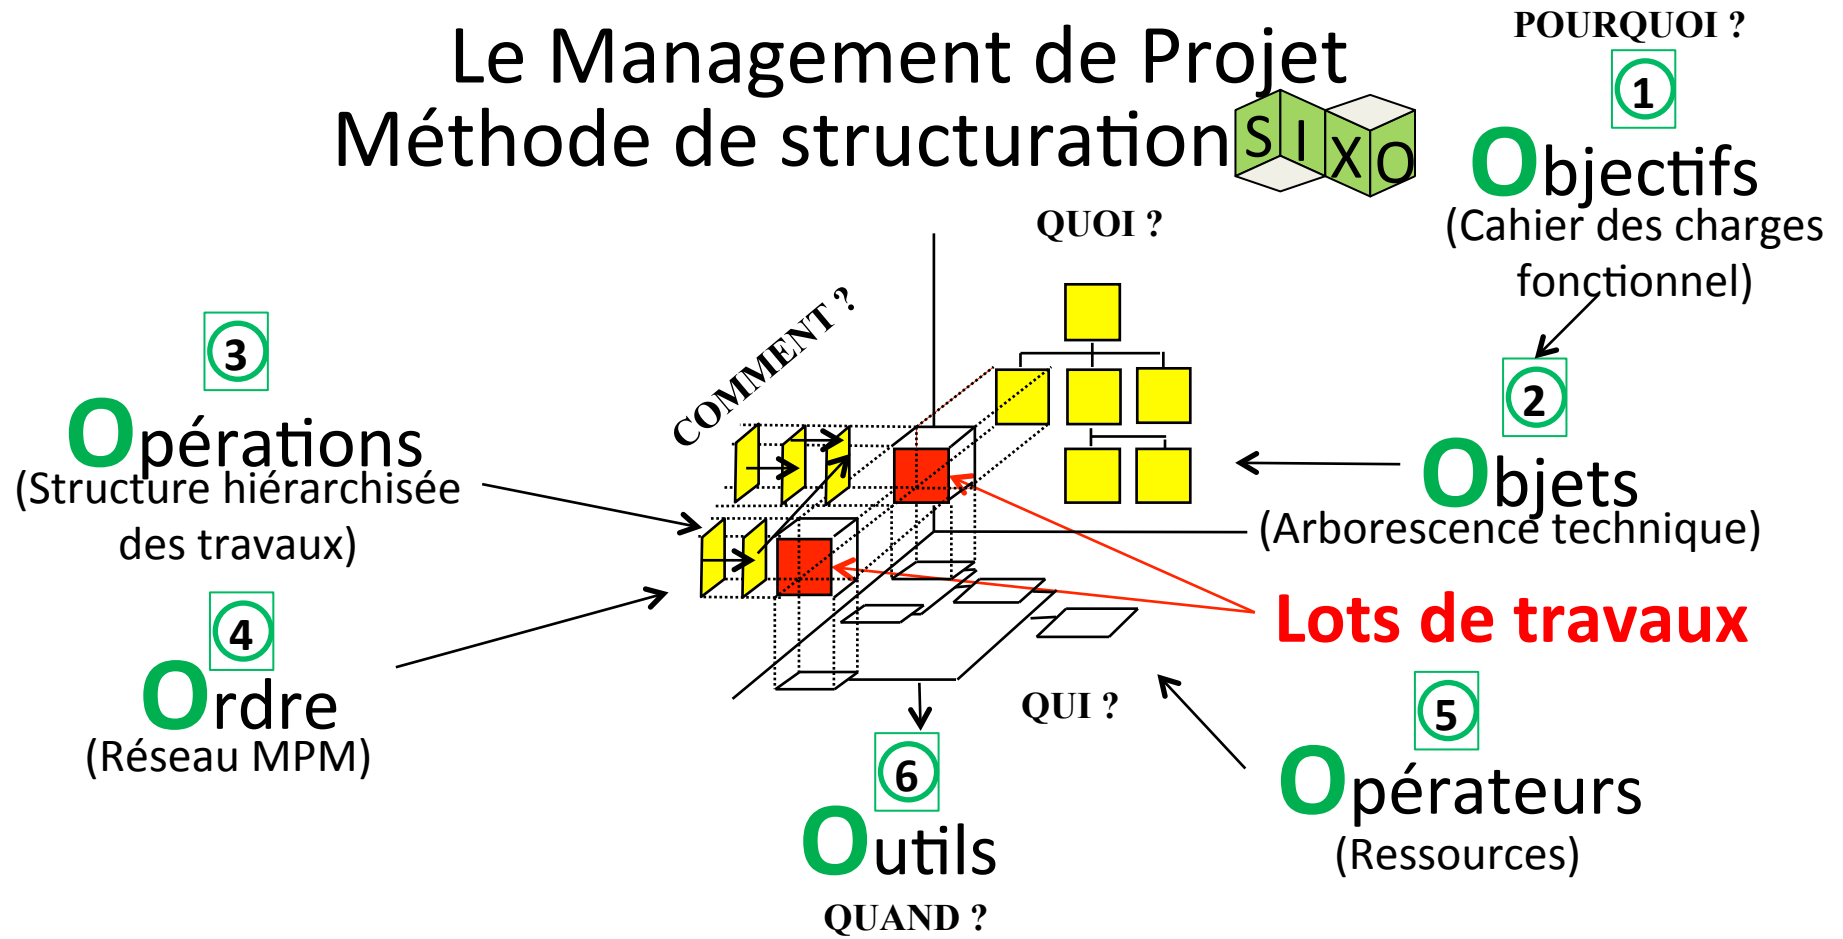 Le Management de Projet
Méthode de structuration
SIXO
POURQUOI ?
1
Objectifs
(Cahier des charges
fonctionnel)
QUOI ?
2
Objets
(Arborescence technique)
COMMENT ?
3
Opérations
(Structure hiérarchisée
des travaux)
4
Ordre
(Réseau MPM)
Lots de travaux
QUI ?
5
Opérateurs
(Ressources)
6
Outils
QUAND ?